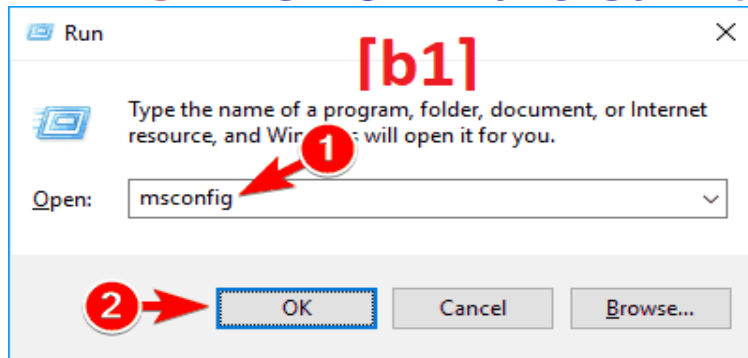 Run
[b1]
Type the name of a program, folder, document, or Internet
resource, and will open it for you.
1
Open: msconfig
2
OK Cancel Browse...